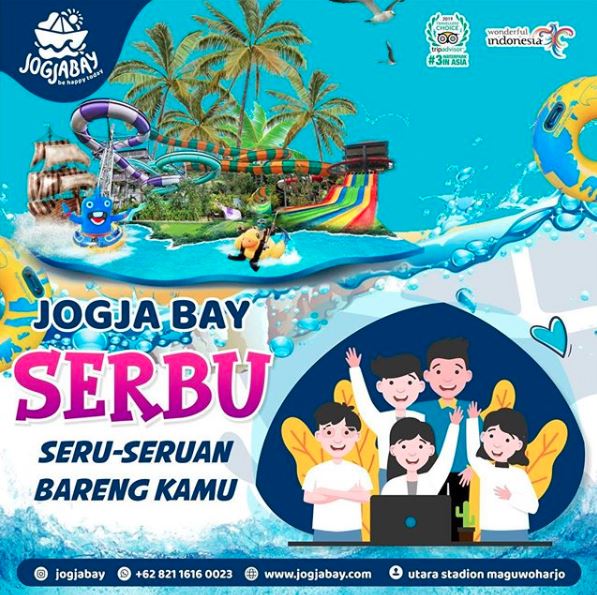 JOGJABAY
be happy today
2019
TRAVELLERS'
CHOICE
tripadvisor
#3 WATERPARK
IN ASIA
wonderful
indonesia
JOGJA BAY
SERBU
SERU-SERUAN
BARENG KAMU
jogjabay
+62 821 1616 0023
www.jogjabay.com
utara stadion maguwoharjo